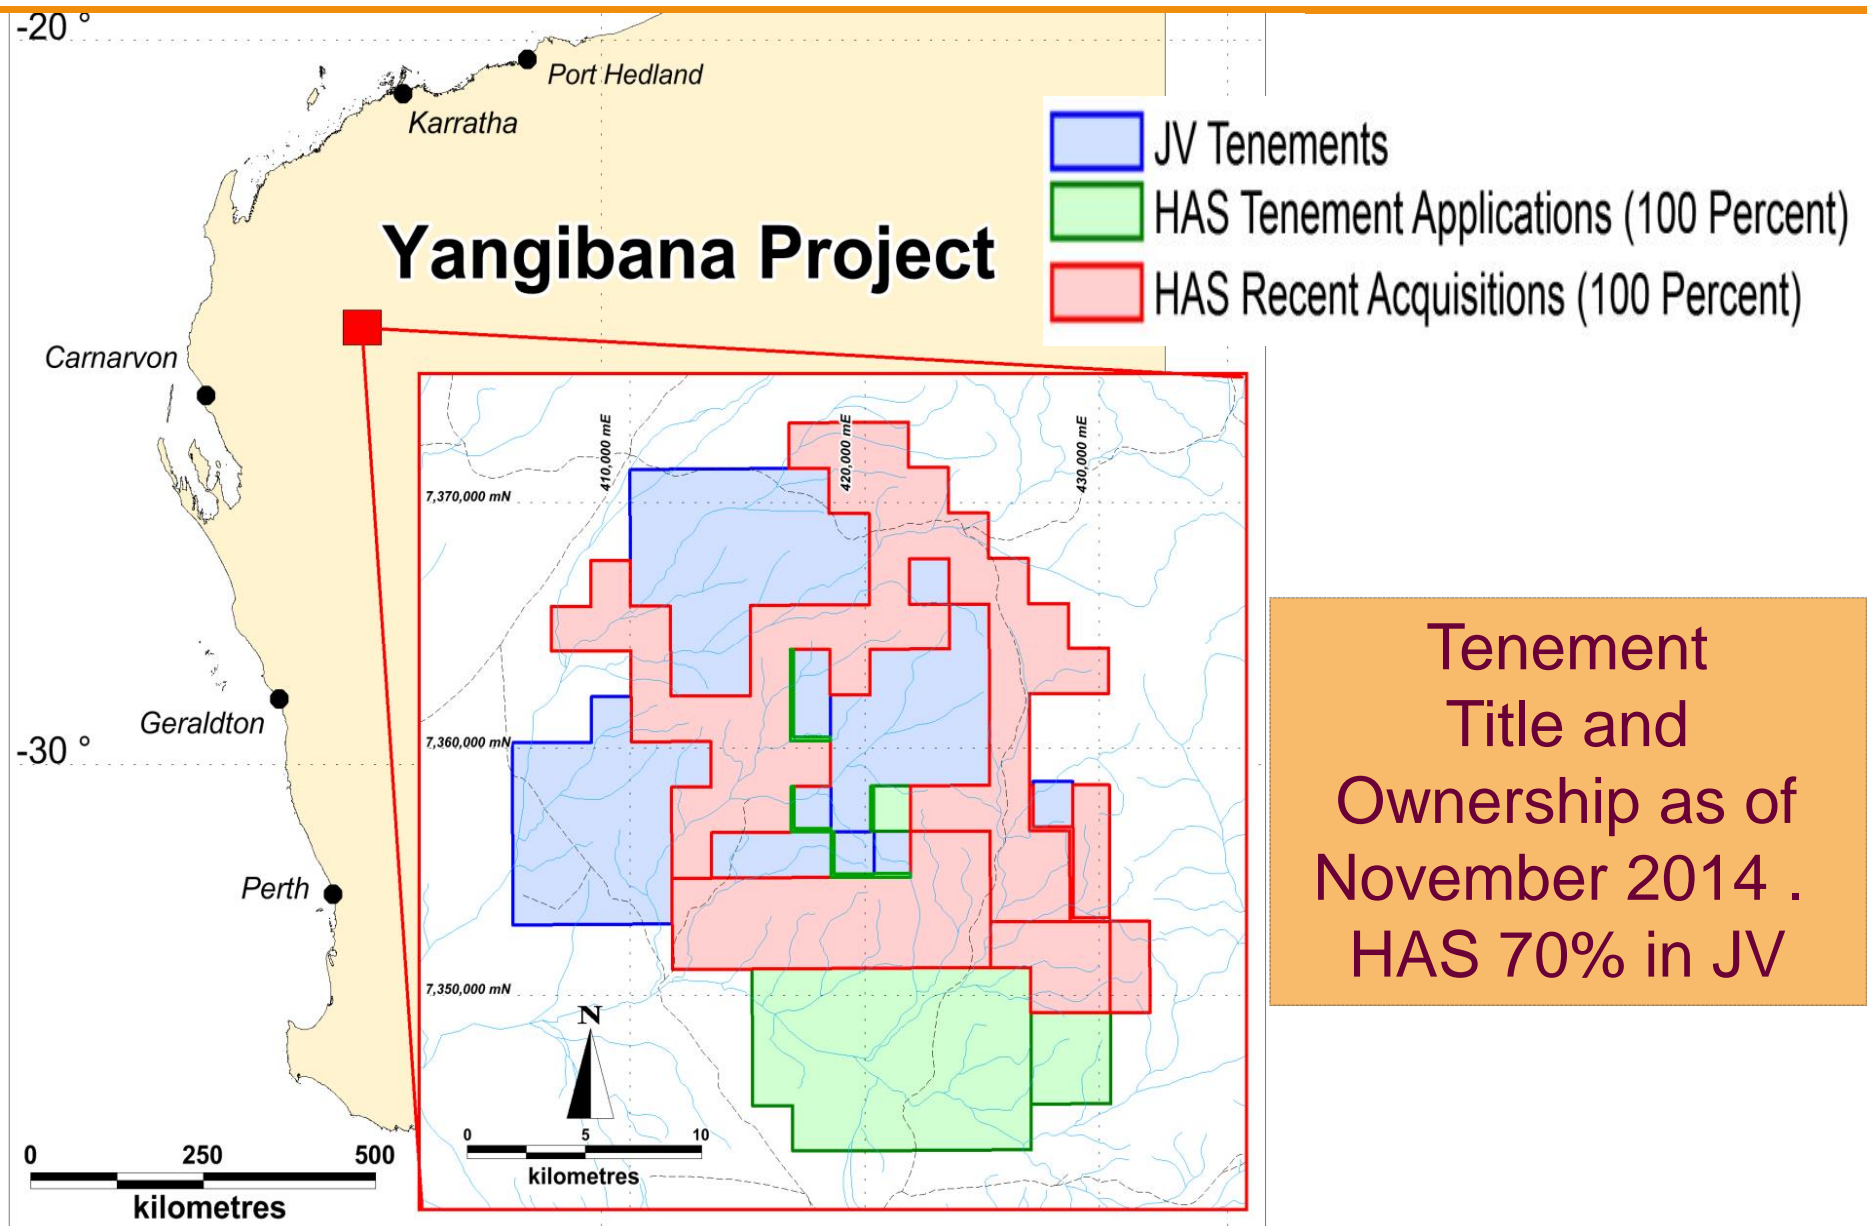 -20 °
Port Hedland
Karratha
JV Tenements
HAS Tenement Applications (100 Percent)
HAS Recent Acquisitions (100 Percent)
Yangibana Project
Carnarvon
410,000 mE
420,000 mE
430,000 mE
7,370,000 mN
Geraldton
-30 °
7,360,000 mN
Perth
7,350,000 mN
N
0 5 10
kilometres
0 250 500
kilometres
Tenement
Title and
Ownership as of
November 2014 .
HAS 70% in JV